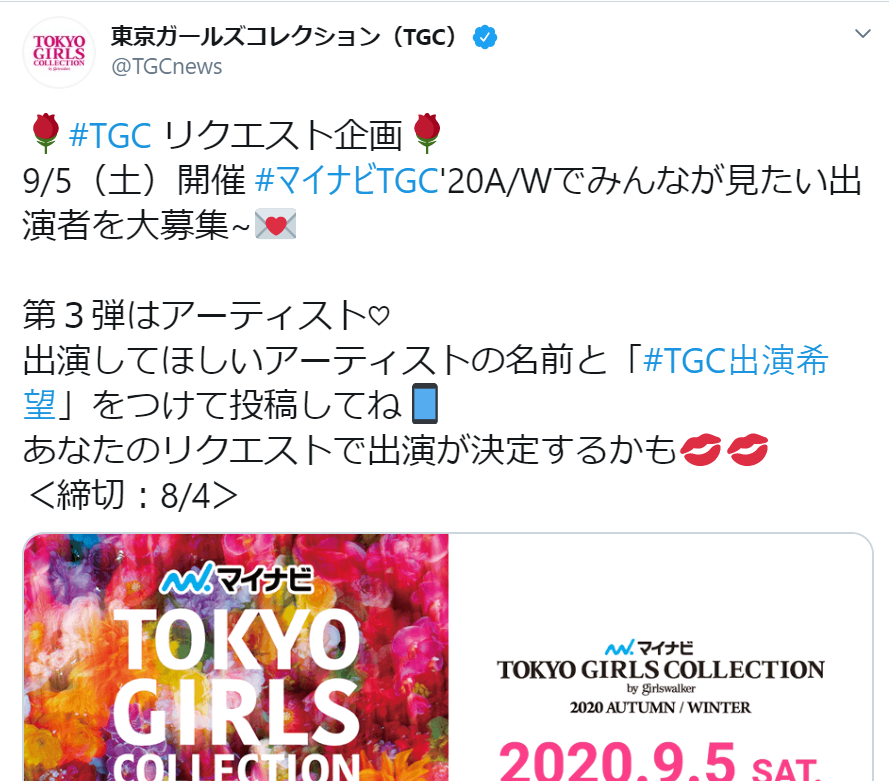 TOKYO
GIRLS
COLLECTION
by girlswalker
東京ガールズコレクション（TGC）
@TGCnews
🌹#TGC リクエスト企画🌹
9/5（土）開催 #マイナビTGC'20A/Wでみんなが見たい出
演者を大募集~💌
第３弾はアーティスト♡
出演してほしいアーティストの名前と「#TGC出演希
望」をつけて投稿してね📱
あなたのリクエストで出演が決定するかも💋💋
＜締切：8/4＞
マイナビ
TOKYO
GIRLS
COLLECTION
マイナビ
TOKYO GIRLS COLLECTION
by girlswalker
2020 AUTUMN / WINTER
2020.9.5 SAT.